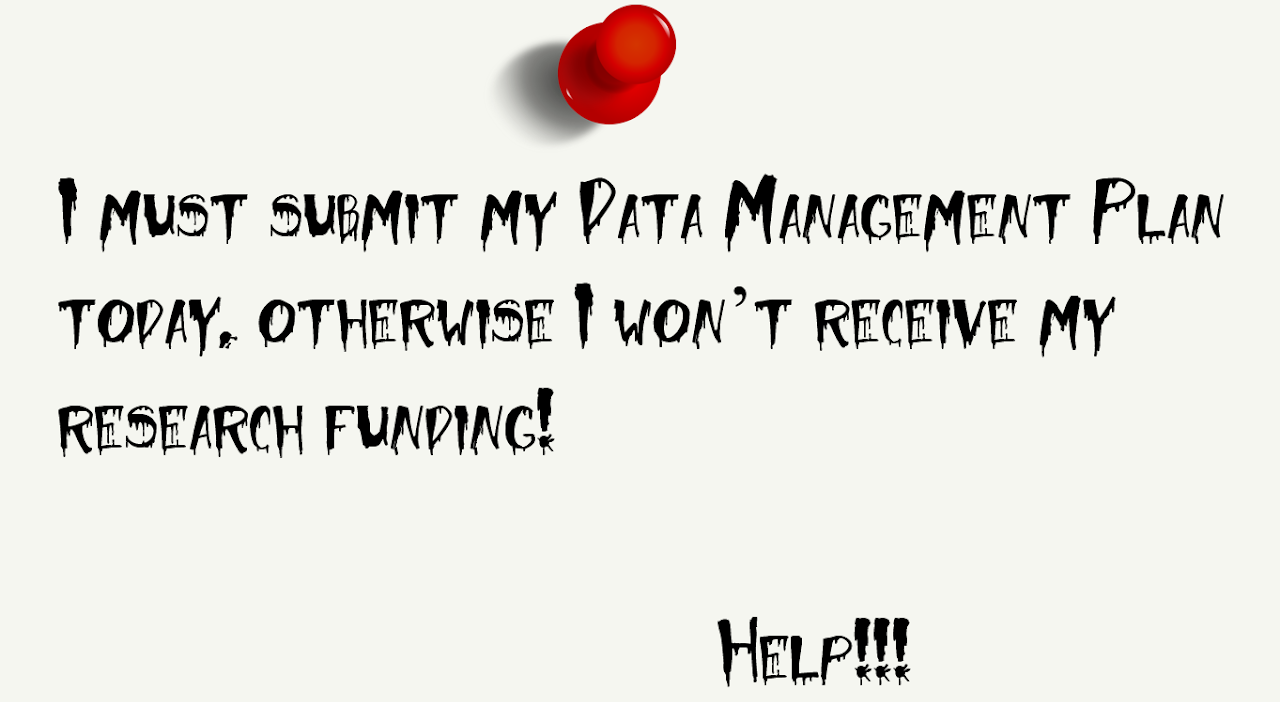 I must submit my Data Management Plan
today, otherwise I won't receive my
research funding!
Help!!!